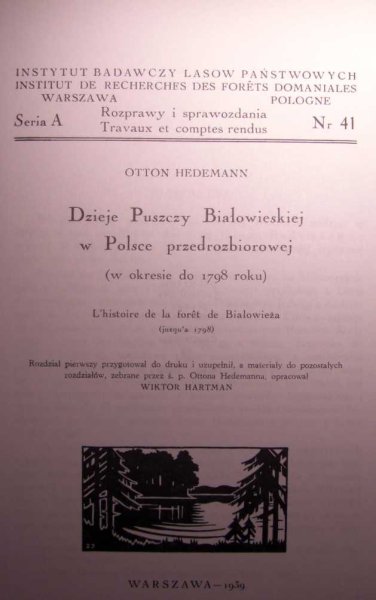 INSTYTUT BADAWCZY LASOW PAŃSTWOWYCH
INSTITUT DE RECHERCHES DES FORÊTS DOMANIALES
WARSZAWA POLOGNE
Seria A Rozprawy i sprawozdania Nr 41
Travaux et comptes rendus
OTTON HEDEMANN
Dzieje Puszczy Białowieskiej
w Polsce przedrozbiorowej
(w okresie do 1798 roku)
L'histoire de la forêt de Białowieża
(jusqu'a 1798)
Rozdział pierwszy przygotował do druku i uzupełnił, a materiały do pozostałych
rozdziałów, zebrane przez ś. p. Ottona Hedemanna, opracował
WIKTOR HARTMAN
WARSZAWA—1939